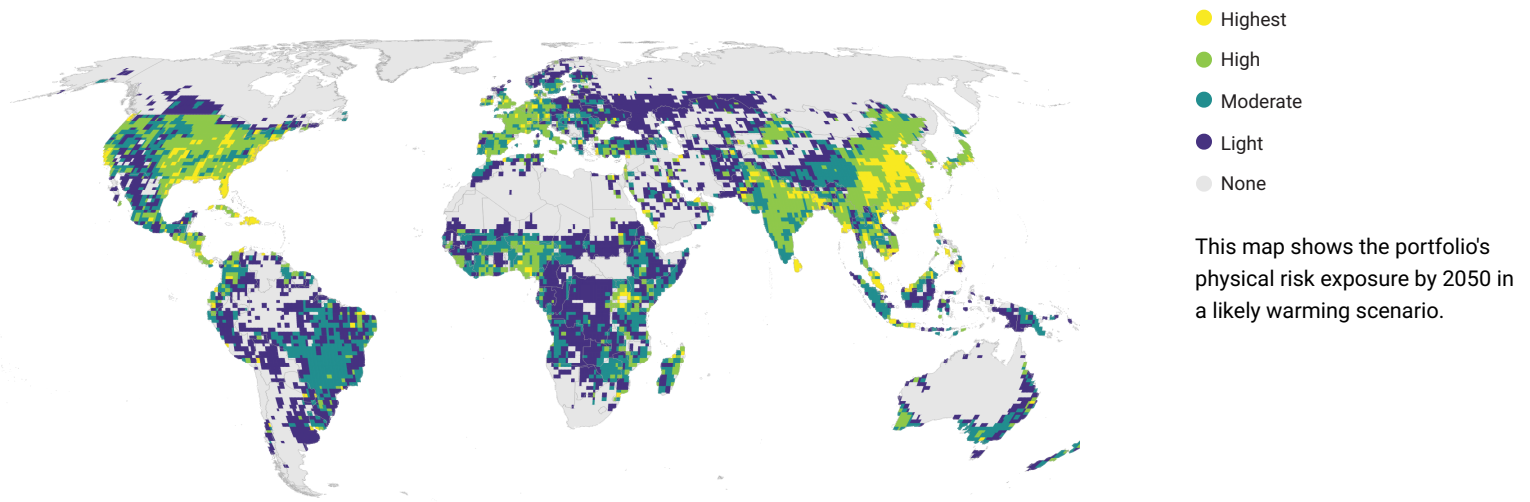 Highest
High
Moderate
Light
None
This map shows the portfolio's
physical risk exposure by 2050 in
a likely warming scenario.